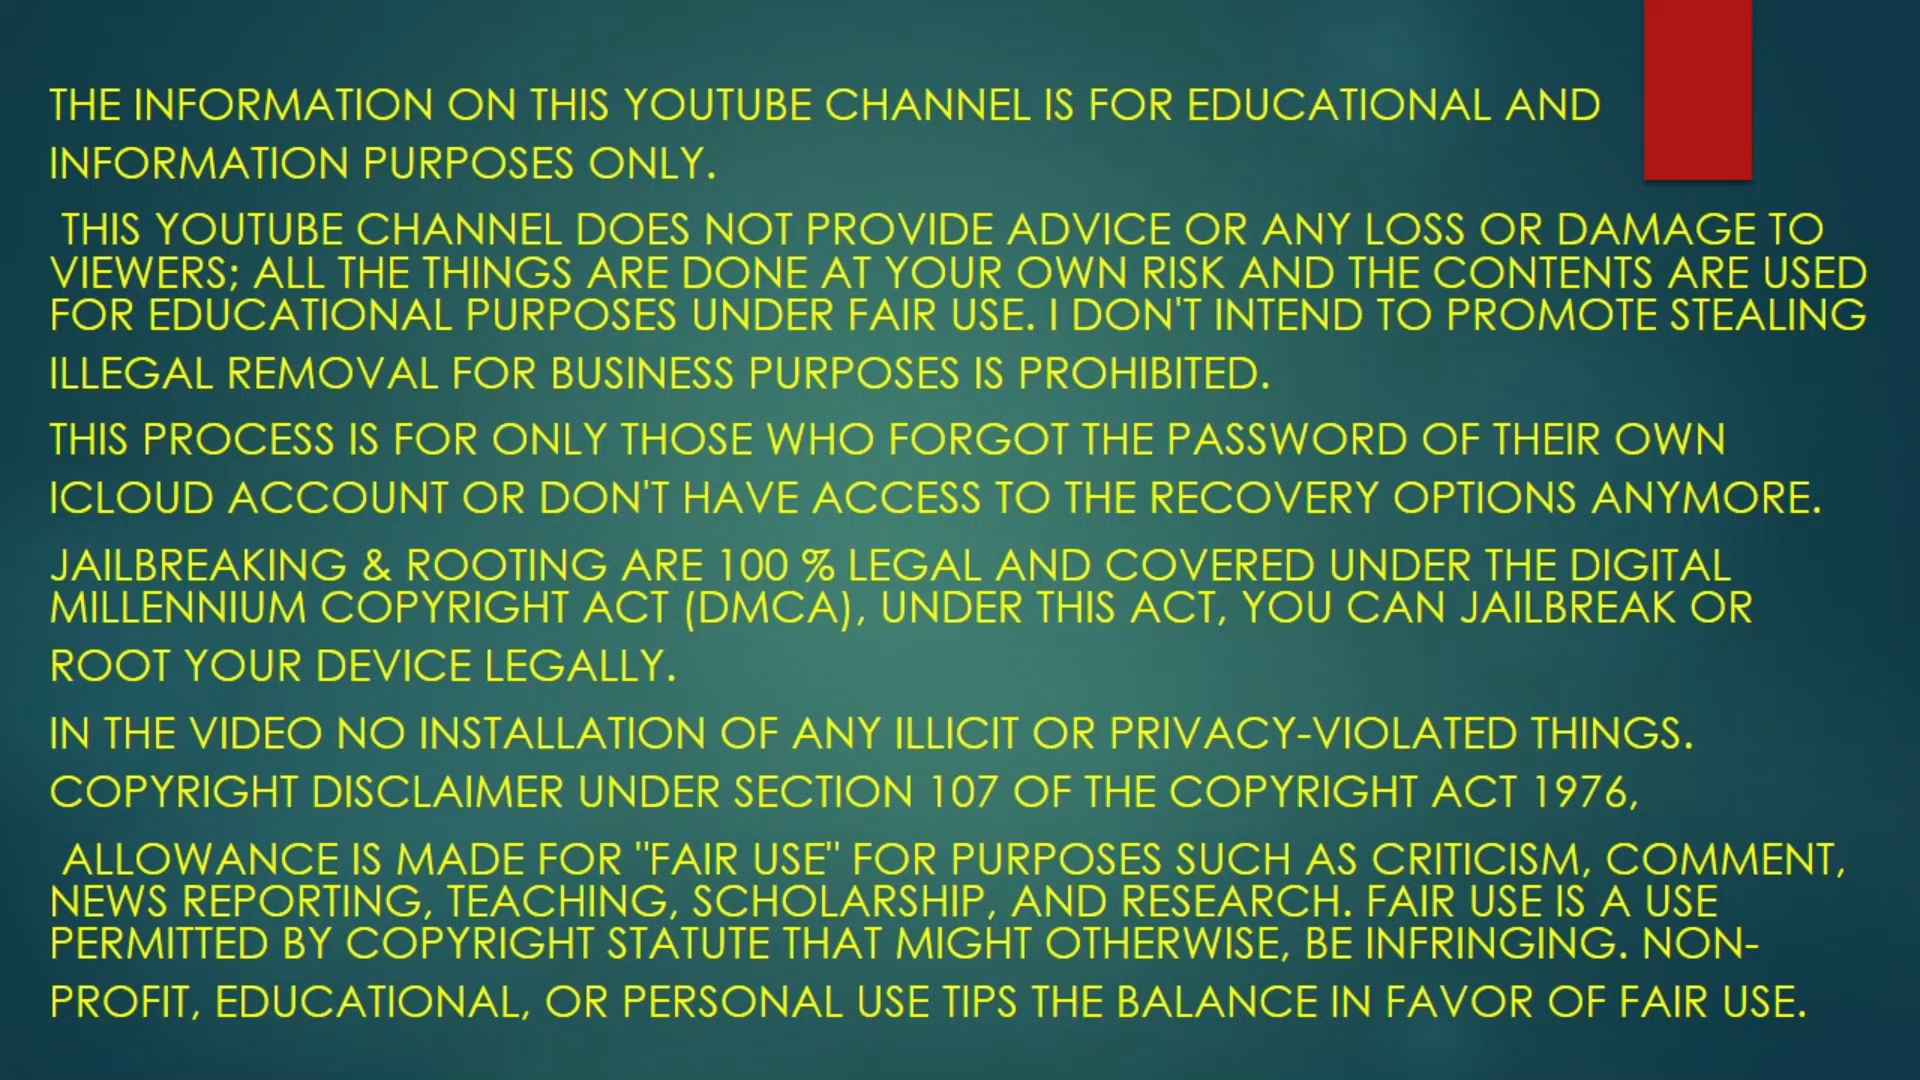 THE INFORMATION ON THIS YOUTUBE CHANNEL IS FOR EDUCATIONAL AND
INFORMATION PURPOSES ONLY.
THIS YOUTUBE CHANNEL DOES NOT PROVIDE ADVICE OR ANY LOSS OR DAMAGE TO
VIEWERS; ALL THE THINGS ARE DONE AT YOUR OWN RISK AND THE CONTENTS ARE USED
FOR EDUCATIONAL PURPOSES UNDER FAIR USE. I DON'T INTEND TO PROMOTE STEALING
ILLEGAL REMOVAL FOR BUSINESS PURPOSES IS PROHIBITED.
THIS PROCESS IS FOR ONLY THOSE WHO FORGOT THE PASSWORD OF THEIR OWN
ICLOUD ACCOUNT OR DON'T HAVE ACCESS TO THE RECOVERY OPTIONS ANYMORE.
JAILBREAKING & ROOTING ARE 100 % LEGAL AND COVERED UNDER THE DIGITAL
MILLENNIUM COPYRIGHT ACT (DMCA), UNDER THIS ACT, YOU CAN JAILBREAK OR
ROOT YOUR DEVICE LEGALLY.
IN THE VIDEO NO INSTALLATION OF ANY ILLICIT OR PRIVACY-VIOLATED THINGS.
COPYRIGHT DISCLAIMER UNDER SECTION 107 OF THE COPYRIGHT ACT 1976,
ALLOWANCE IS MADE FOR "FAIR USE" FOR PURPOSES SUCH AS CRITICISM, COMMENT,
NEWS REPORTING, TEACHING, SCHOLARSHIP, AND RESEARCH. FAIR USE IS A USE
PERMITTED BY COPYRIGHT STATUTE THAT MIGHT OTHERWISE, BE INFRINGING. NON-
PROFIT, EDUCATIONAL, OR PERSONAL USE TIPS THE BALANCE IN FAVOR OF FAIR USE.